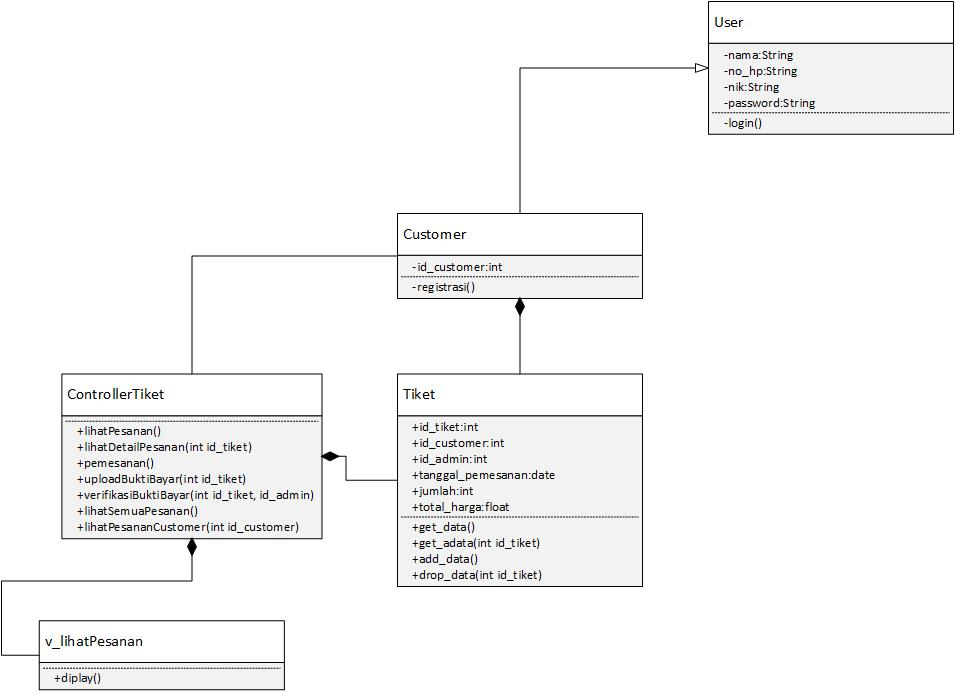 User
-nama:String
-no_hp:String
-nik:String
-password:String
-login()
Customer
-id_customer:int
-registrasi()
ControllerTiket
+lihatPesanan()
+lihatDetailPesanan(int id_tiket)
+pemesanan()
+uploadBuktiBayar(int id_tiket)
+verifikasiBuktiBayar(int id_tiket, id_admin)
+lihatSemuaPesanan()
+lihatPesananCustomer(int id_customer)
Tiket
+id_tiket:int
+id_customer:int
+id_admin:int
+tanggal_pemesanan:date
+jumlah:int
+total_harga:float
+get_data()
+get_adata(int id_tiket)
+add_data()
+drop_data(int id_tiket)
v_lihatPesanan
+diplay()